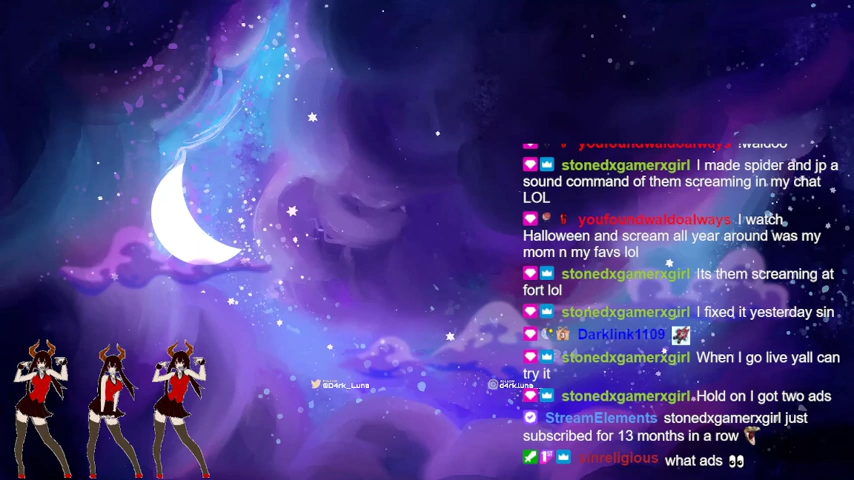 youfoundwaldoalways !waldoo
stonedxgamerxgirl I made spider and jp a
sound command of them screaming in my chat
LOL
youfoundwaldoalways I watch
Halloween and scream all year around was my
mom n my favs lol
stonedxgamerxgirl Its them screaming at
fort lol
stonedxgamerxgirl I fixed it yesterday sin
Darklink1109
stonedxgamerxgirl When I go live yall can
try it
stonedxgamerxgirl Hold on I got two ads
StreamElements stonedxgamerxgirl just
subscribed for 13 months in a row
sinreligious what ads
@D4rk_Luna